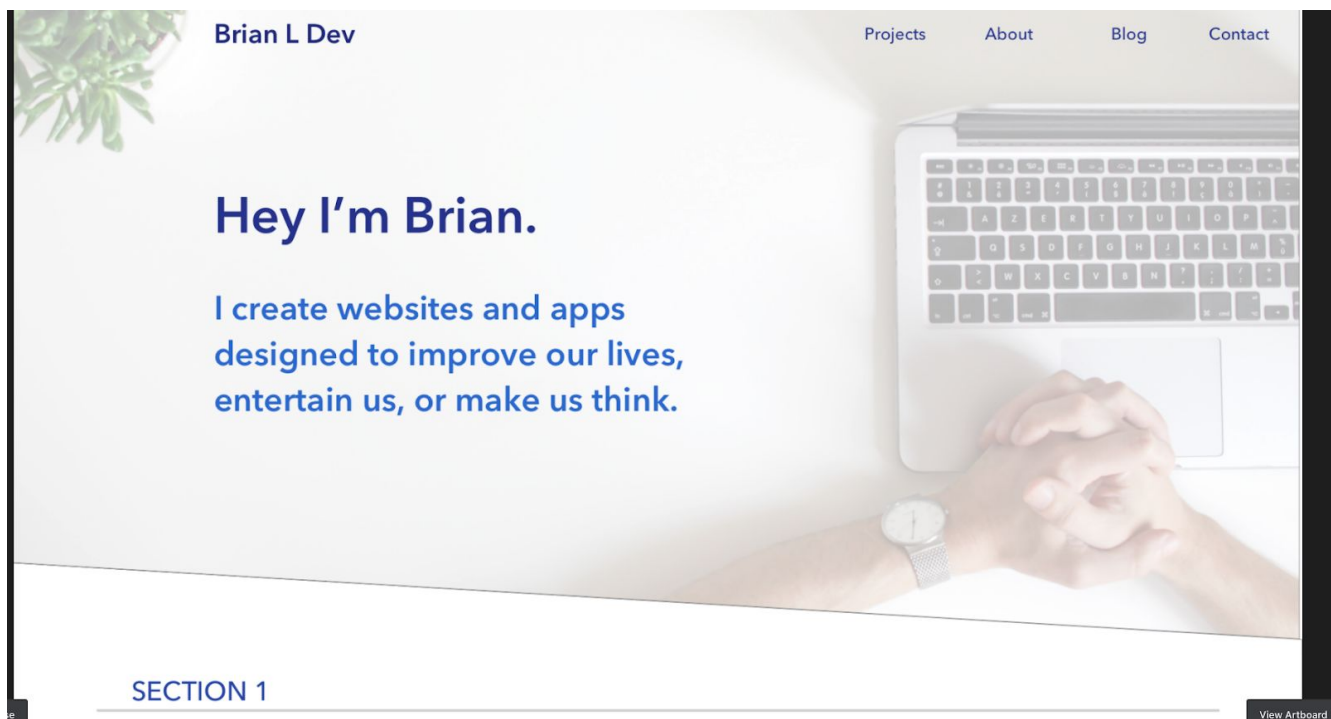 Brian L Dev
Projects About Blog Contact
Hey I’m Brian.
I create websites and apps
designed to improve our lives,
entertain us, or make us think.
A Z E R T Y U I O P
Q S D F G H J K L M
W X C V B N
SECTION 1
View Artboard